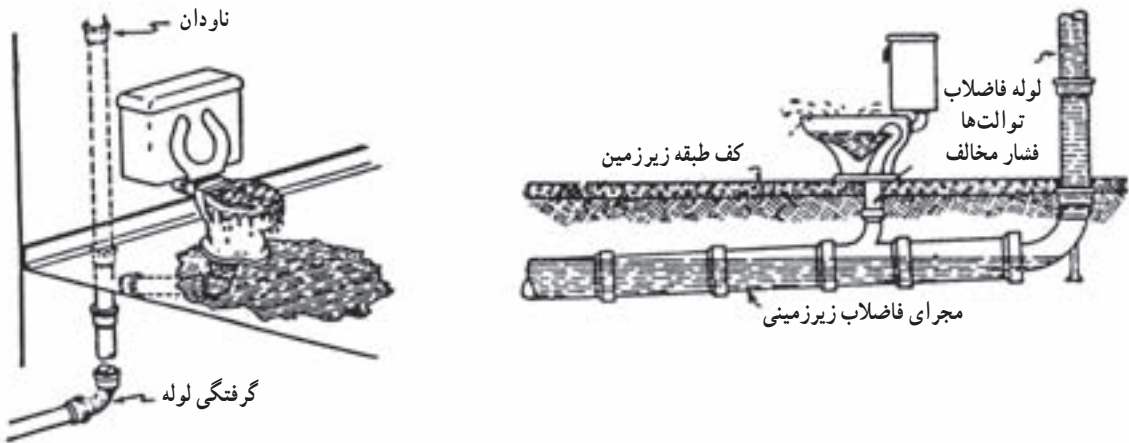 ناودان
گرفتگی لوله
لوله فاضلاب
توالت‌ها
فشار مخالف
کف طبقه زیرزمین
مجرای فاضلاب زیرزمینی